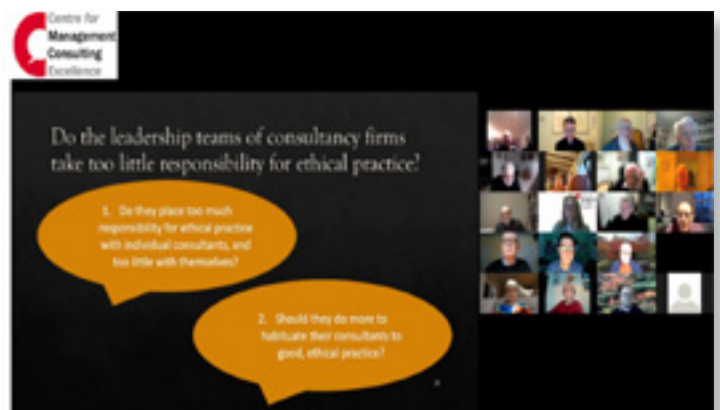 Centre for
Management
Consulting
Excellence
Do the leadership teams of consultancy firms
take too little responsibility for ethical practice?
1. Do they place too much
responsibility for ethical practice
with individual consultants, and
too little with themselves?
2. Should they do more to
habituate their consultants to
good, ethical practice?